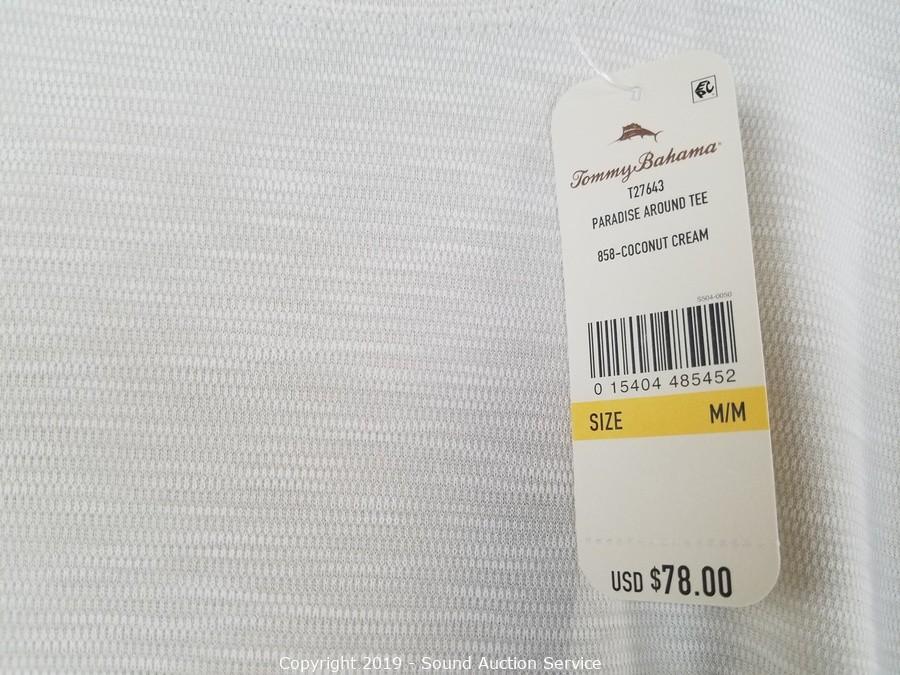 Tommy Bahama
T27643
PARADISE AROUND TEE
858-COCONUT CREAM
S504-0050
0 15404 485452
SIZE M/M
USD $78.00
Copyright 2019 - Sound Auction Service